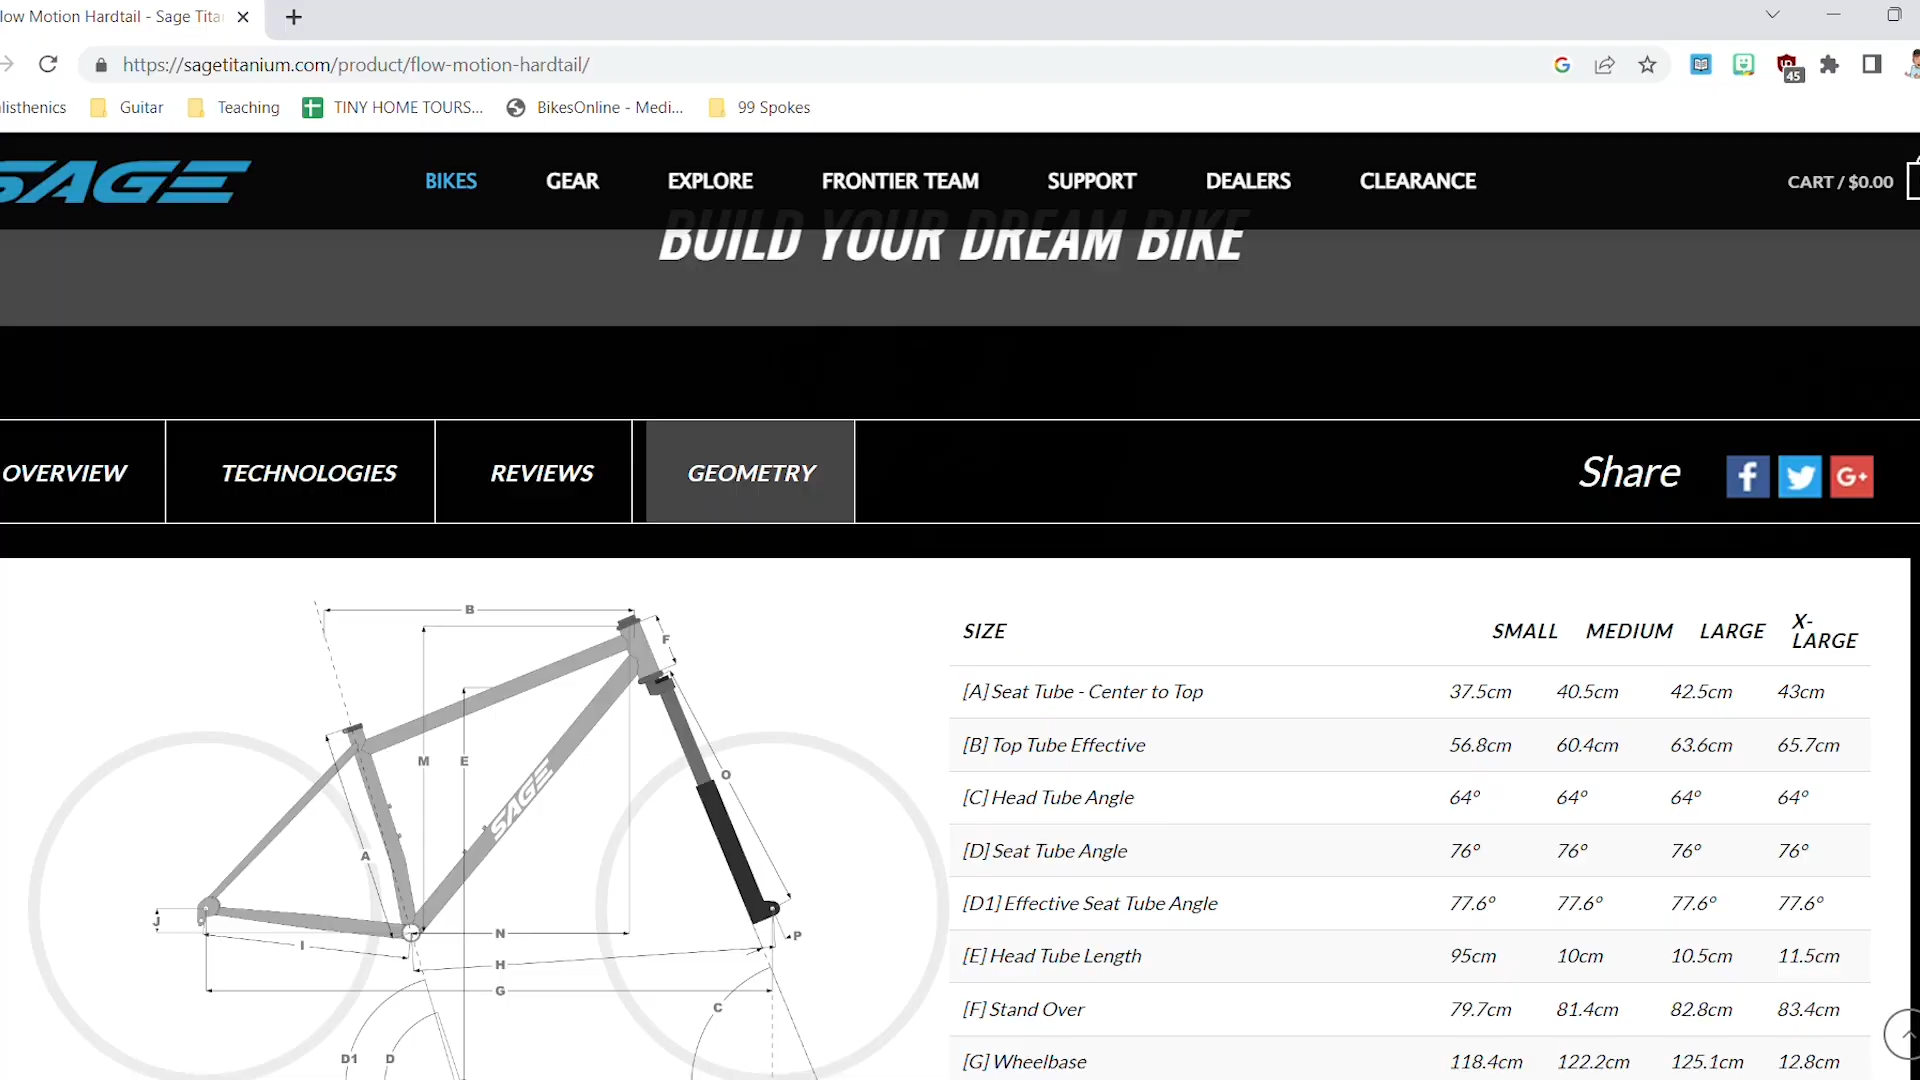 low Motion Hardtail - Sage Tita
https://sagetitanium.com/product/flow-motion-hardtail/
45
listhenics Guitar Teaching TINY HOME TOURS... BikesOnline - Medi... 99 Spokes
SAGE BIKES GEAR EXPLORE FRONTIER TEAM SUPPORT DEALERS CLEARANCE CART / $0.00
BUILD YOUR DREAM BIKE
OVERVIEW TECHNOLOGIES REVIEWS GEOMETRY Share f G+
B
F
M
E
O
A
SAGE
J
I
N
P
H
G
C
D1
D
SIZE SMALL MEDIUM LARGE X-LARGE
[A] Seat Tube - Center to Top 37.5cm 40.5cm 42.5cm 43cm
[B] Top Tube Effective 56.8cm 60.4cm 63.6cm 65.7cm
[C] Head Tube Angle 64° 64° 64° 64°
[D] Seat Tube Angle 76° 76° 76° 76°
[D1] Effective Seat Tube Angle 77.6° 77.6° 77.6° 77.6°
[E] Head Tube Length 95cm 10cm 10.5cm 11.5cm
[F] Stand Over 79.7cm 81.4cm 82.8cm 83.4cm
[G] Wheelbase 118.4cm 122.2cm 125.1cm 12.8cm